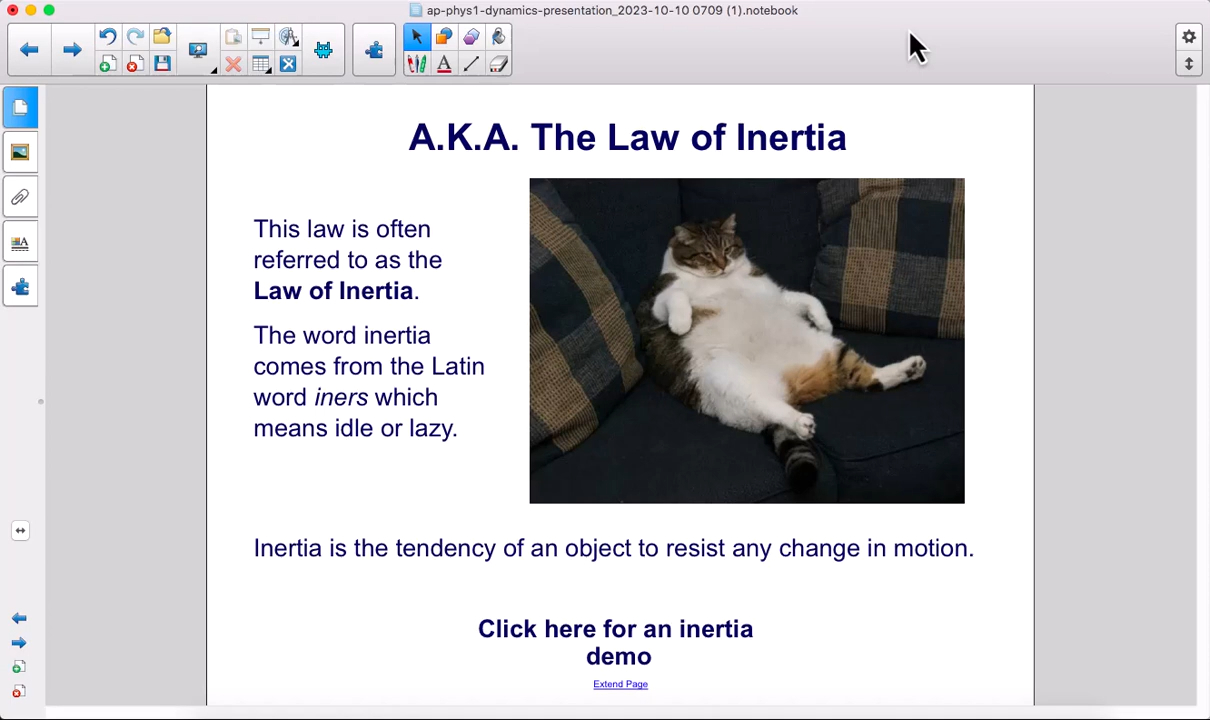 ap-phys1-dynamics-presentation_2023-10-10 0709 (1).notebook
A.K.A. The Law of Inertia
This law is often
referred to as the
Law of Inertia.
The word inertia
comes from the Latin
word iners which
means idle or lazy.
Inertia is the tendency of an object to resist any change in motion.
Click here for an inertia
demo
Extend Page